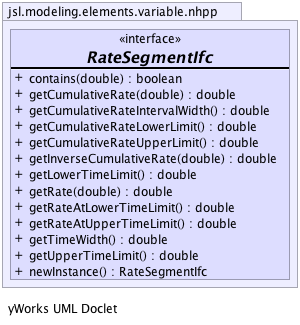 jsl.modeling.elements.variable.nhpp
«interface»
RateSegmentIfc
+ contains(double) : boolean
+ getCumulativeRate(double) : double
+ getCumulativeRateIntervalWidth() : double
+ getCumulativeRateLowerLimit() : double
+ getCumulativeRateUpperLimit() : double
+ getInverseCumulativeRate(double) : double
+ getLowerTimeLimit() : double
+ getRate(double) : double
+ getRateAtLowerTimeLimit() : double
+ getRateAtUpperTimeLimit() : double
+ getTimeWidth() : double
+ getUpperTimeLimit() : double
+ newInstance() : RateSegmentIfc
yWorks UML Doclet